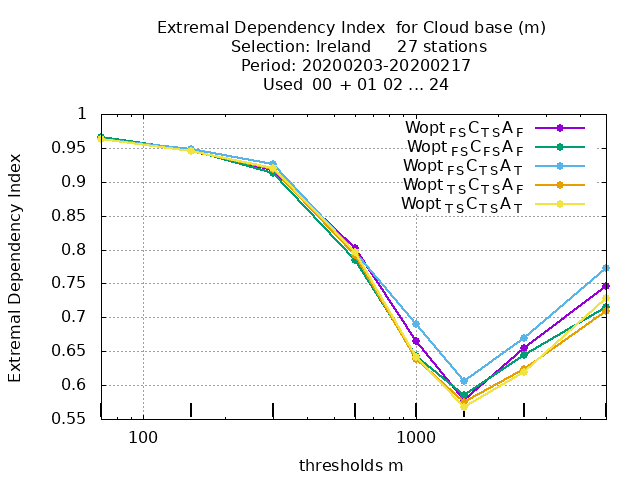 Extremal Dependency Index  for Cloud base (m)
Selection: Ireland     27 stations
Period: 20200203-20200217
Used  00 + 01 02 ... 24
Extremal Dependency Index
1
0.95
0.9
0.85
0.8
0.75
0.7
0.65
0.6
0.55
Wopt FS C TS A F
Wopt FS C FS A F
Wopt FS C TS A T
Wopt TS C TS A F
Wopt TS C TS A T
100 1000
thresholds m